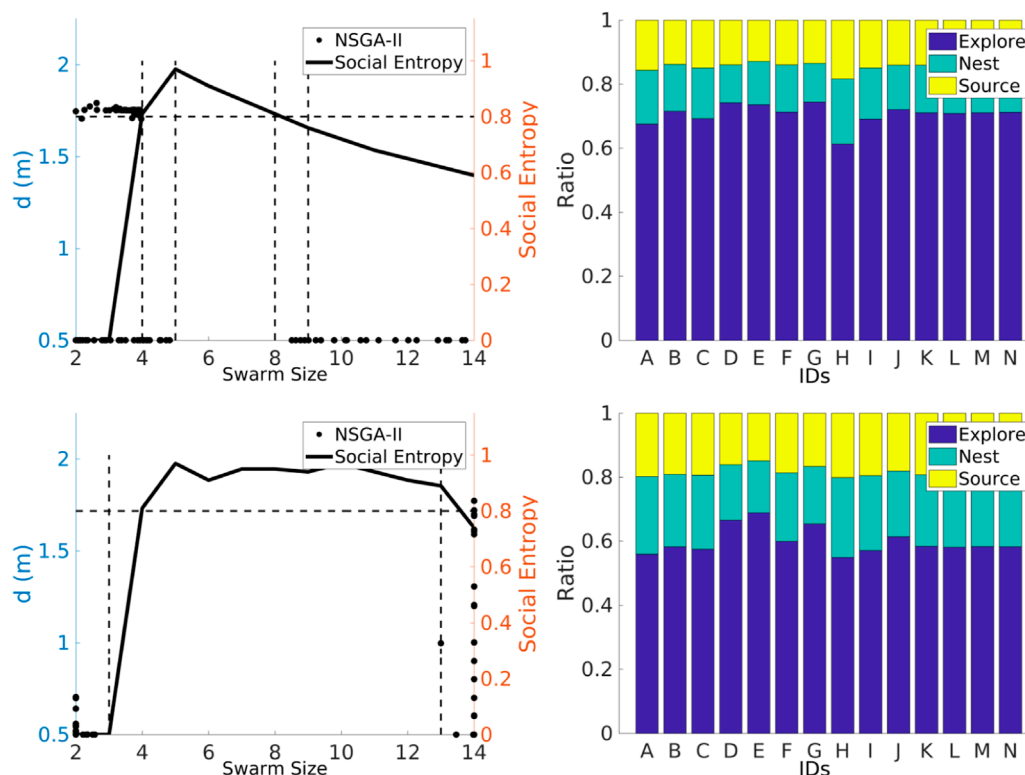 NSGA-II
Social Entropy
2
1.5
1
0.5
d (m)
1
0.8
0.6
0.4
0.2
0
Social Entropy
2 4 6 8 10 12 14
Swarm Size
1
0.8
0.6
0.4
0.2
0
Ratio
Explore
Nest
Source
A B C D E F G H I J K L M N
IDs
NSGA-II
Social Entropy
2
1.5
1
0.5
d (m)
1
0.8
0.6
0.4
0.2
0
Social Entropy
2 4 6 8 10 12 14
Swarm Size
1
0.8
0.6
0.4
0.2
0
Ratio
Explore
Nest
Source
A B C D E F G H I J K L M N
IDs